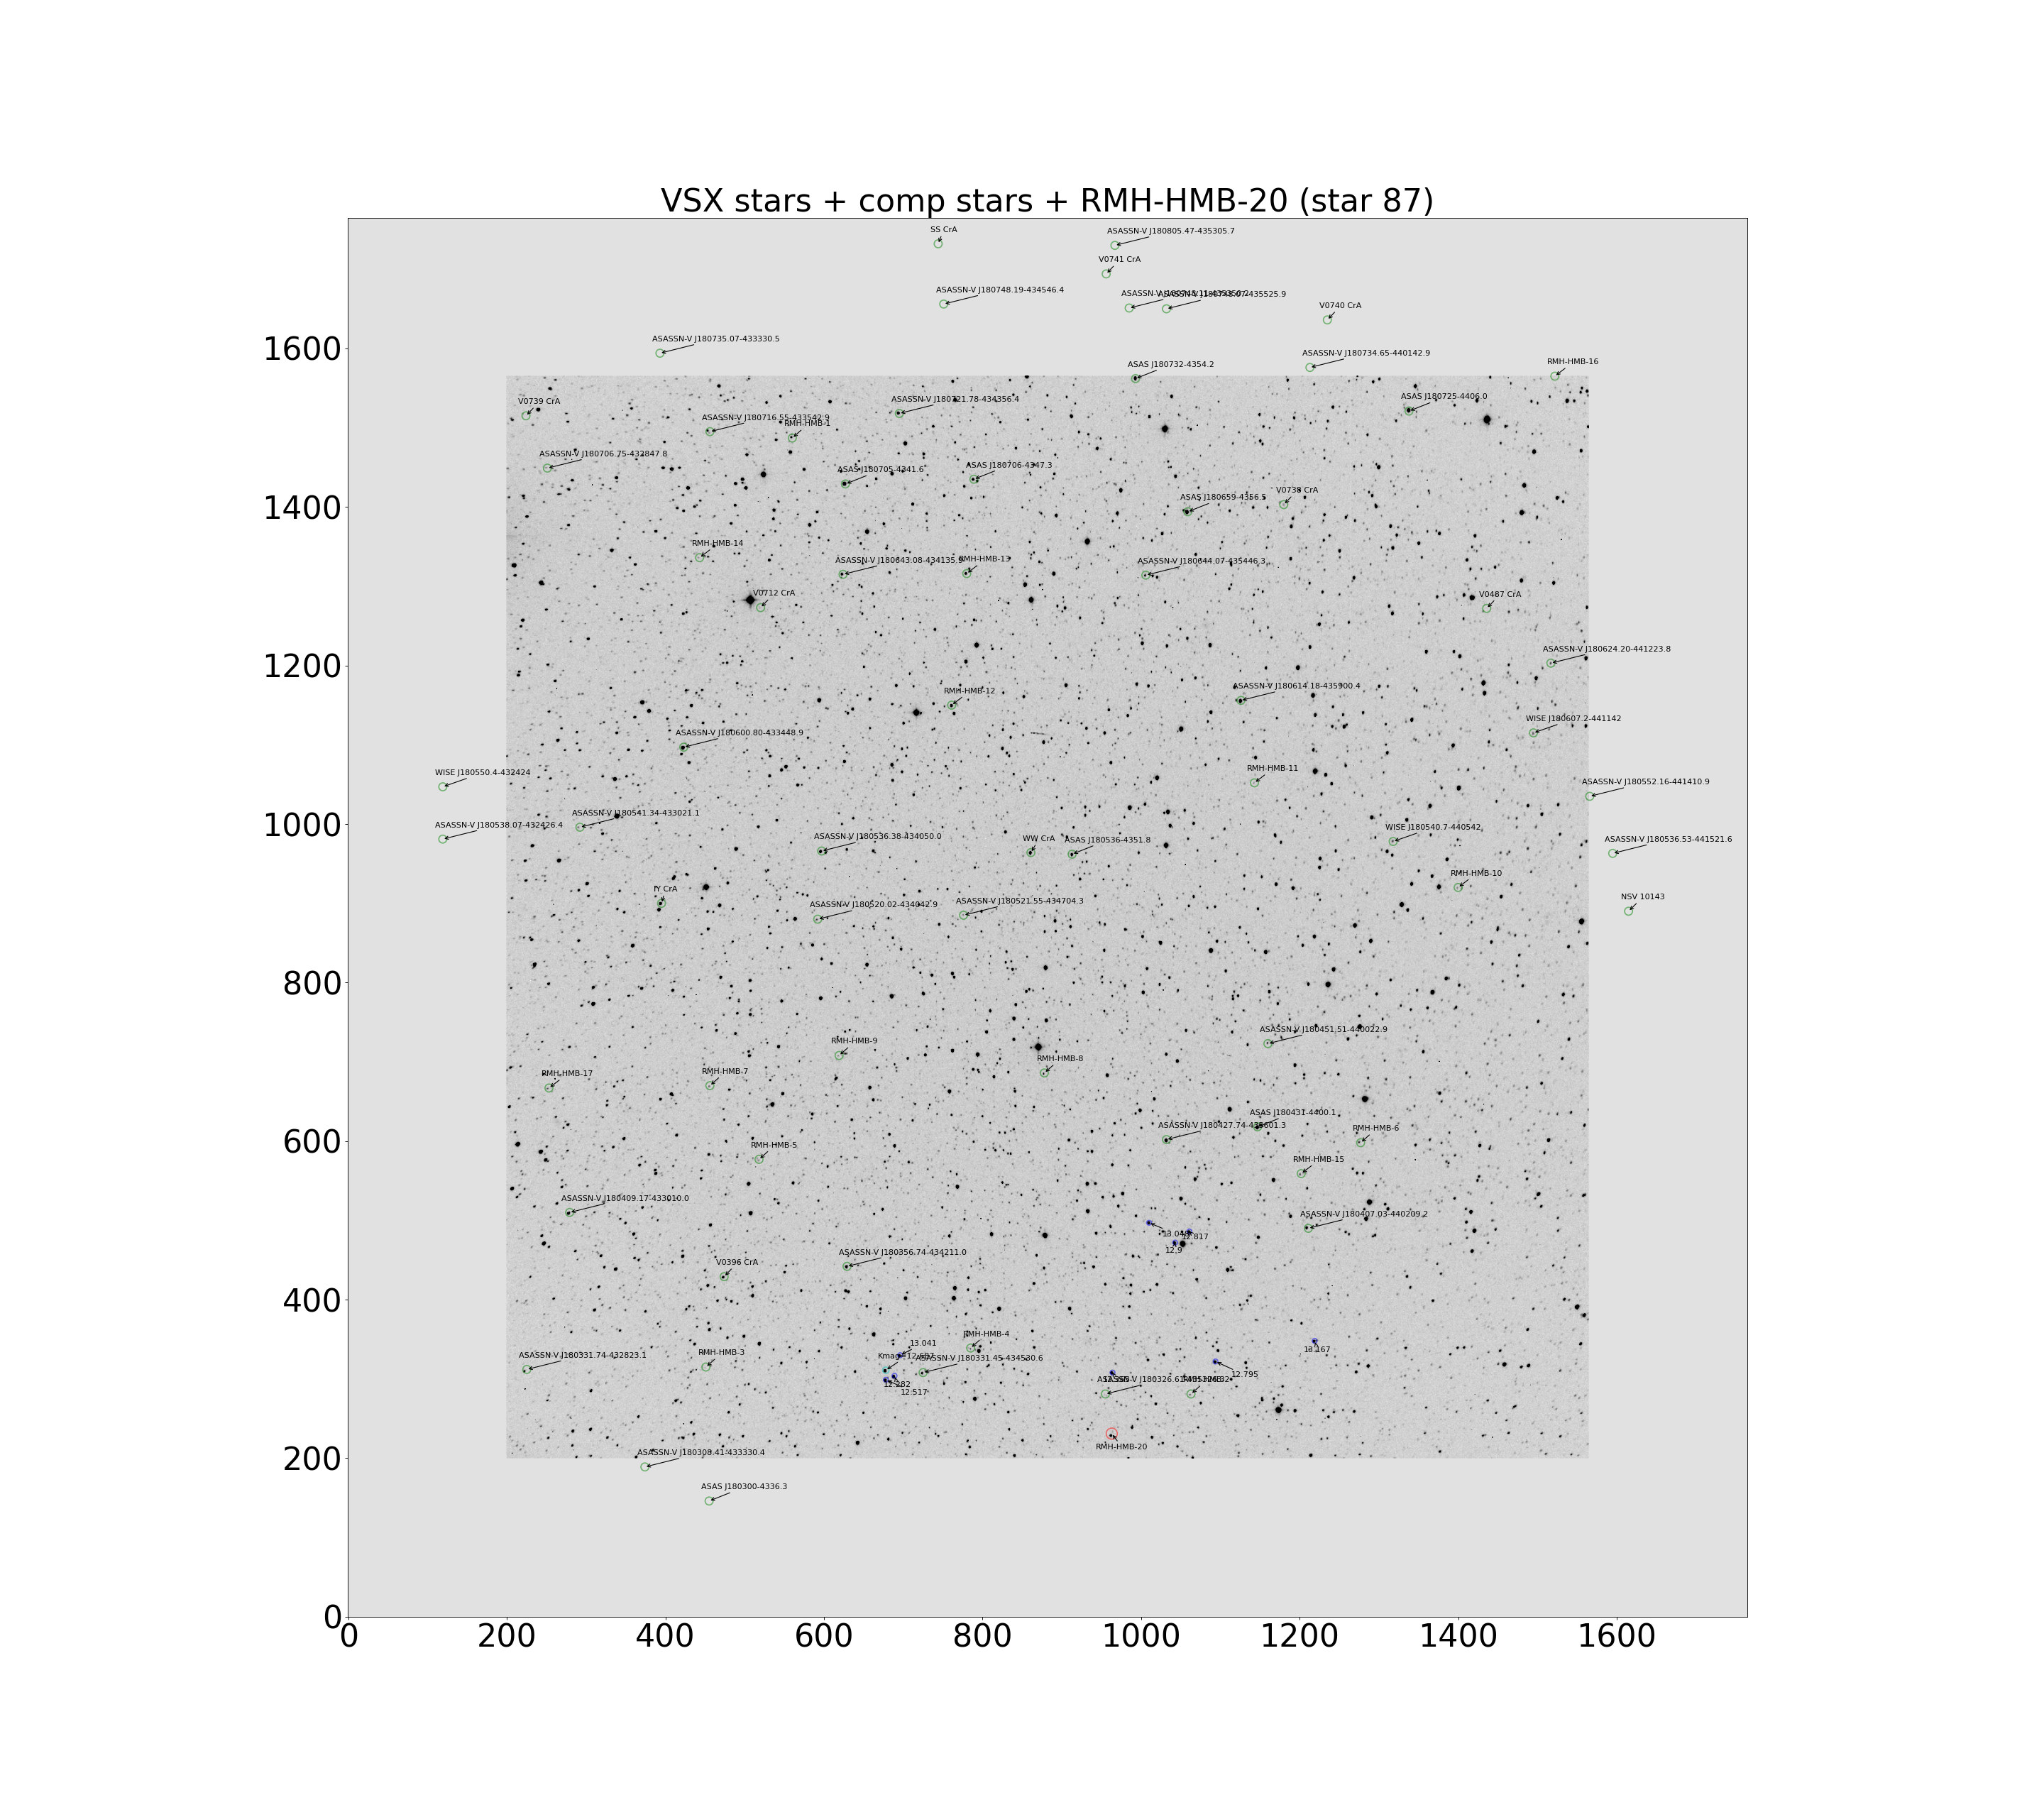 VSX stars + comp stars + RMH-HMB-20 (star 87)
SS CrA
ASASSN-V J180805.47-435305.7
V0741 CrA
ASASSN-V J180748.19-434546.4
V0740 CrA
ASASSN-V J180735.07-433330.5
1600
ASASSN-V J180734.65-440142.9
ASAS J180732-4354.2
RMH-HMB-16
V0739 CrA
ASASSN-V J180721.78-434356.4
ASAS J180725-4406.0
ASASSN-V J180716.55-433542.9
RMH-HMB-1
ASASSN-V J180706.75-432847.8
ASAS J180705-4341.6
ASAS J180706-4347.3
1400
ASAS J180659-4356.5
V0738 CrA
RMH-HMB-14
ASASSN-V J180643.08-434135.9
RMH-HMB-13
ASASSN-V J180644.07-435446.3
V0712 CrA
V0487 CrA
1200
ASASSN-V J180624.20-441223.8
RMH-HMB-12
ASASSN-V J180614.18-435900.4
WISE J180607.2-441142
ASASSN-V J180600.80-433448.9
WISE J180550.4-432424
RMH-HMB-11
ASASSN-V J180552.16-441410.9
1000
ASASSN-V J180541.34-433021.1
ASASSN-V J180538.07-432426.4
ASASSN-V J180536.38-434050.0
WW CrA
ASAS J180536-4351.8
WISE J180540.7-440542
ASASSN-V J180536.53-441521.6
RMH-HMB-10
IY CrA
ASASSN-V J180520.02-434042.9
ASASSN-V J180521.55-434704.3
NSV 10143
800
ASASSN-V J180451.51-440022.9
RMH-HMB-9
RMH-HMB-8
RMH-HMB-17
RMH-HMB-7
600
ASAS J180431-4400.1
ASASSN-V J180427.74-435601.3
RMH-HMB-6
RMH-HMB-5
RMH-HMB-15
ASASSN-V J180409.17-433010.0
ASASSN-V J180407.03-440209.2
12.817
12.9
ASASSN-V J180356.74-434211.0
V0396 CrA
400
RMH-HMB-4
13.041
13.167
RMH-HMB-3
ASASSN-V J180331.74-432823.1
ASASSN-V J180331.45-434530.6
12.795
12.282
12.517
RMH-HMB-20
200
ASASSN-V J180308.41-433330.4
ASAS J180300-4336.3
0
0 200 400 600 800 1000 1200 1400 1600